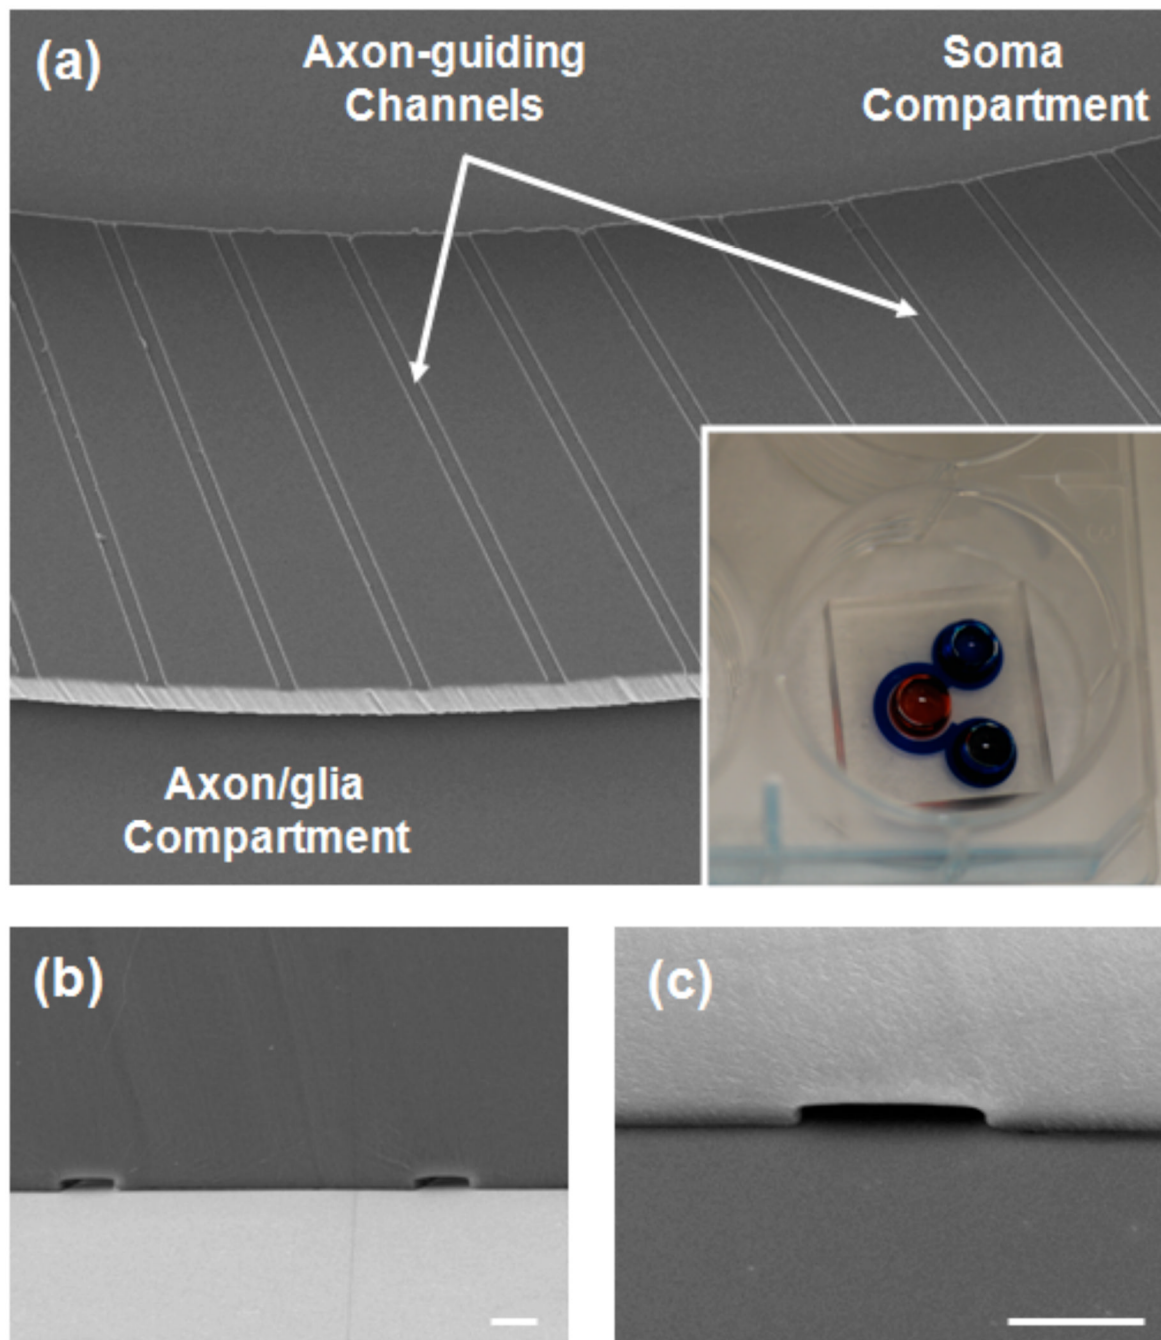 (a)
Axon-guiding
Channels
Soma
Compartment
Axon/glia
Compartment
(b)
(c)